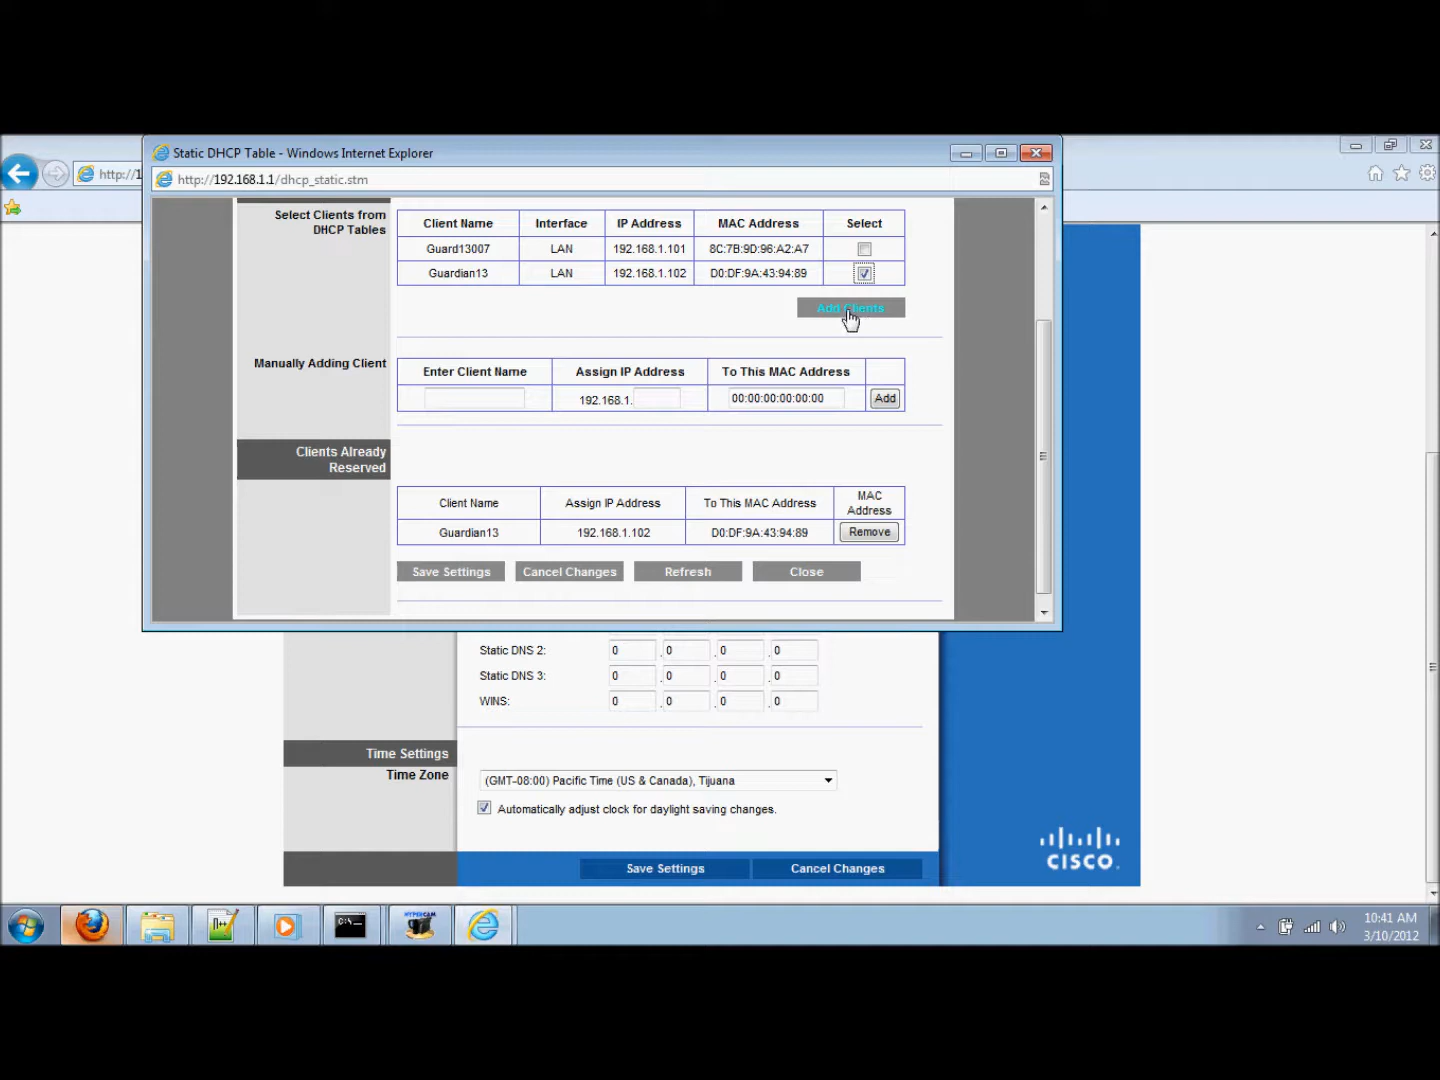 Static DHCP Table - Windows Internet Explorer
http://1
http://192.168.1.1/dhcp_static.stm
Select Clients from
DHCP Tables
Client Name Interface IP Address MAC Address Select
Guard13007 LAN 192.168.1.101 8C:7B:9D:96:A2:A7
Guardian13 LAN 192.168.1.102 D0:DF:9A:43:94:89
Add Clients
Manually Adding Client
Enter Client Name Assign IP Address To This MAC Address
192.168.1. 00:00:00:00:00:00 Add
Clients Already
Reserved
Client Name Assign IP Address To This MAC Address MAC
Address
Guardian13 192.168.1.102 D0:DF:9A:43:94:89 Remove
Save Settings Cancel Changes Refresh Close
Static DNS 2: 0 . 0 . 0 . 0
Static DNS 3: 0 . 0 . 0 . 0
WINS: 0 . 0 . 0 . 0
Time Settings
Time Zone
(GMT-08:00) Pacific Time (US & Canada), Tijuana
Automatically adjust clock for daylight saving changes.
CISCO.
Save Settings Cancel Changes
C:\_
HYPERCAM
10:41 AM
3/10/2012